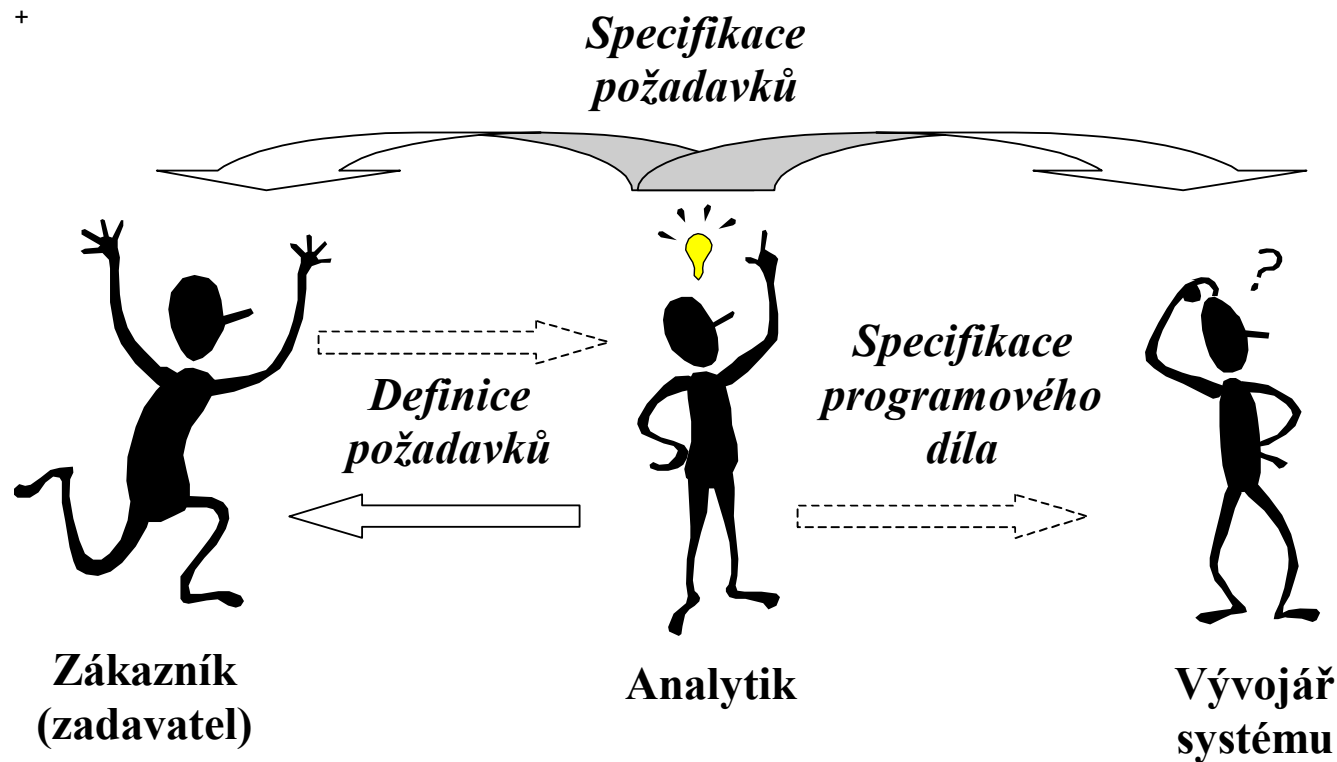 +
Specifikace
požadavků
?
Definice
požadavků
Specifikace
programového
díla
Zákazník
(zadavatel)
Analytik
Vývojář
systému